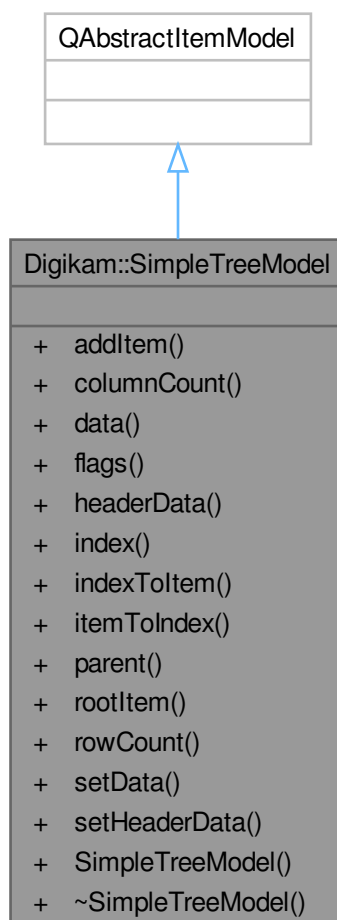 QAbstractItemModel
Digikam::SimpleTreeModel
+ addItem()
+ columnCount()
+ data()
+ flags()
+ headerData()
+ index()
+ indexToItem()
+ itemToIndex()
+ parent()
+ rootItem()
+ rowCount()
+ setData()
+ setHeaderData()
+ SimpleTreeModel()
+ ~SimpleTreeModel()